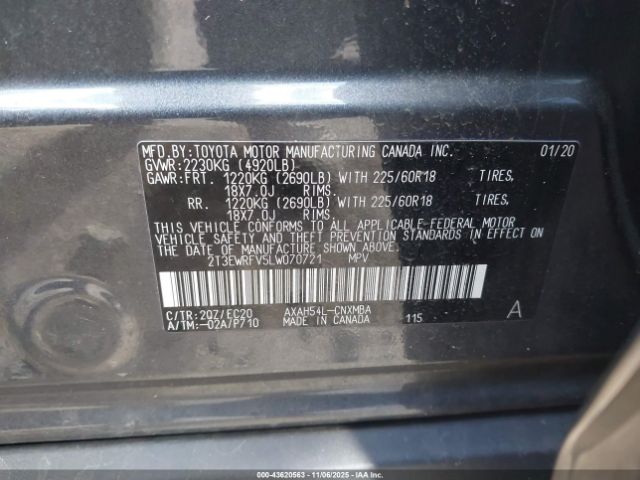 MFD.BY:TOYOTA MOTOR MANUFACTURING CANADA INC. 01/20
GVWR:2230KG (4920LB)
GAWR:FRT. 1220KG (2690LB) WITH 225/60R18 TIRES.
18X7.0J RIMS.
RR. 1220KG (2690LB) WITH 225/60R18 TIRES.
18X7.0J RIMS.
THIS VEHICLE CONFORMS TO ALL APPLICABLE FEDERAL MOTOR
VEHICLE SAFETY AND THEFT PREVENTION STANDARDS IN EFFECT ON
THE DATE OF MANUFACTURE SHOWN ABOVE.
2T3EWRFV5LW070721 MPV
C/TR:2QZ/EC20 AXAH54L-CNXMBA 115 A
A/TM:-02A/P710 MADE IN CANADA
000-43620563 | 11/06/2025 - IAAI.com